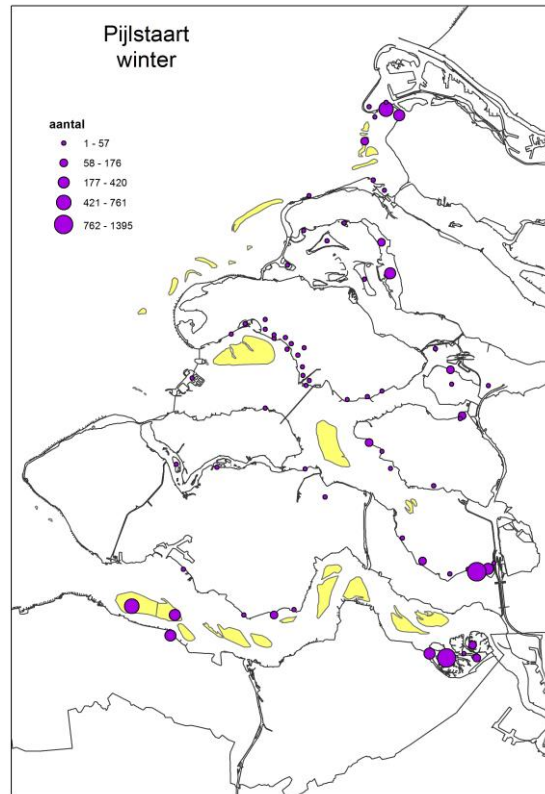 Pijlstaart
winter
aantal
1 - 57
58 - 176
177 - 420
421 - 761
762 - 1395